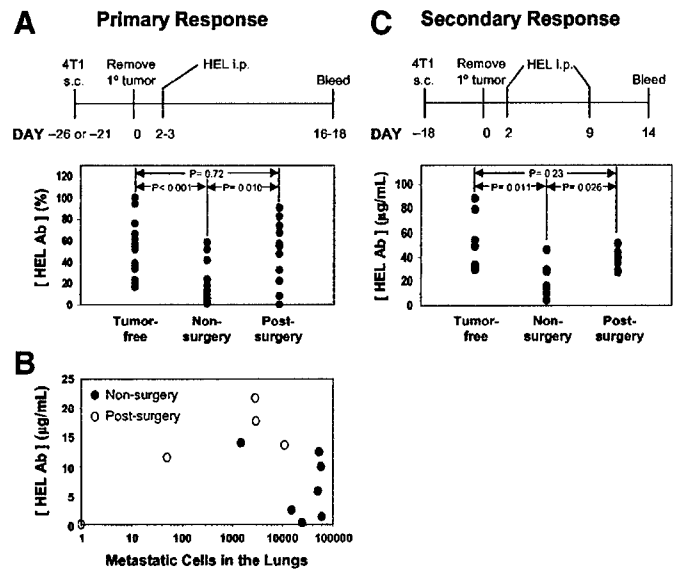 A
Primary Response
4T1
s.c.
Remove
1º tumor
HEL i.p.
Bleed
DAY –26 or –21 0 2-3 16-18
[ HEL Ab ] (%)
120
100
80
60
40
20
0
P= 0.72
P< 0.001
P= 0.010
Tumor-
free
Non-
surgery
Post-
surgery
B
[ HEL Ab ] (µg/mL)
25
20
15
10
5
0
● Non-surgery
○ Post-surgery
1 10 100 1000 10000 100000
Metastatic Cells in the Lungs
C
Secondary Response
4T1
s.c.
Remove
1º tumor
HEL i.p.
Bleed
DAY –18 0 2 9 14
[ HEL Ab ] (µg/mL)
100
80
60
40
20
0
P= 0 23
P= 0.011
P= 0 026
Tumor-
free
Non-
surgery
Post-
surgery